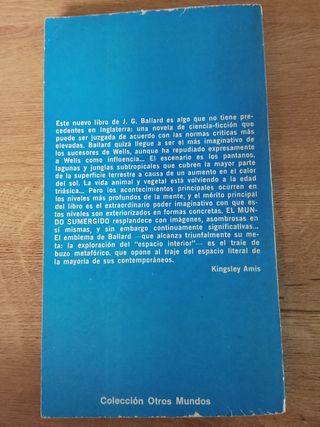 Este nuevo libro de J. G. Ballard es algo que no tiene pre-
cedentes en Inglaterra: una novela de ciencia-ficción que
puede ser juzgada de acuerdo con las normas críticas más
elevadas. Ballard quizá llegue a ser el más imaginativo de
los sucesores de Wells, aunque ha repudiado expresamente
a Wells como influencia... El escenario es los pantanos,
lagunas y junglas subtropicales que cubren la mayor parte
de la superficie terrestre a causa de un aumento en el calor
del sol. La vida animal y vegetal está volviendo a la edad
triásica... Pero los acontecimientos principales ocurren en
los niveles más profundos de la mente, y el mérito principal
del libro es el extraordinario poder imaginativo con que es-
tos niveles son exteriorizados en formas concretas. EL MUN-
DO SUMERGIDO resplandece con imágenes, asombrosas en
sí mismas, y sin embargo continuamente significativas...
El emblema de Ballard —que alcanza triunfalmente su me-
ta: la exploración del "espacio interior"— es el traje de
buzo metafórico, que opone al traje del espacio literal de
la mayoría de sus contemporáneos.
Kingsley Amis
Colección Otros Mundos